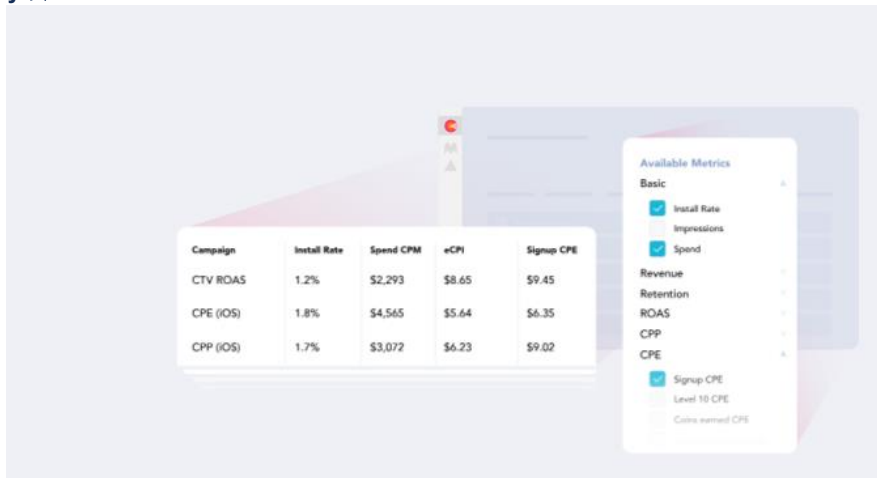 Campaign Install Rate Spend CPM eCPI Signup CPE
CTV ROAS 1.2% $2,293 $8.65 $9.45
CPE (iOS) 1.8% $4,565 $5.64 $6.35
CPP (iOS) 1.7% $3,072 $6.23 $9.02
Available Metrics
Basic
Install Rate
Impressions
Spend
Revenue
Retention
ROAS
CPP
CPE
Signup CPE
Level 10 CPE
Coins earned CPE